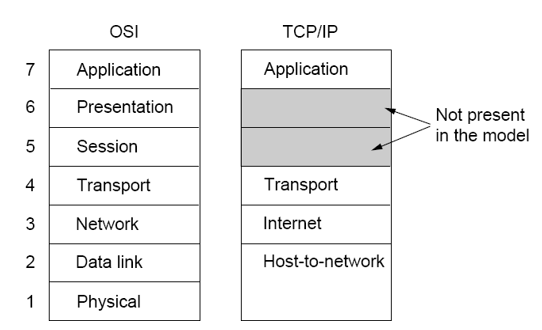 OSI TCP/IP
7 Application Application
6 Presentation
Not present
in the model
5 Session
4 Transport Transport
3 Network Internet
2 Data link Host-to-network
1 Physical